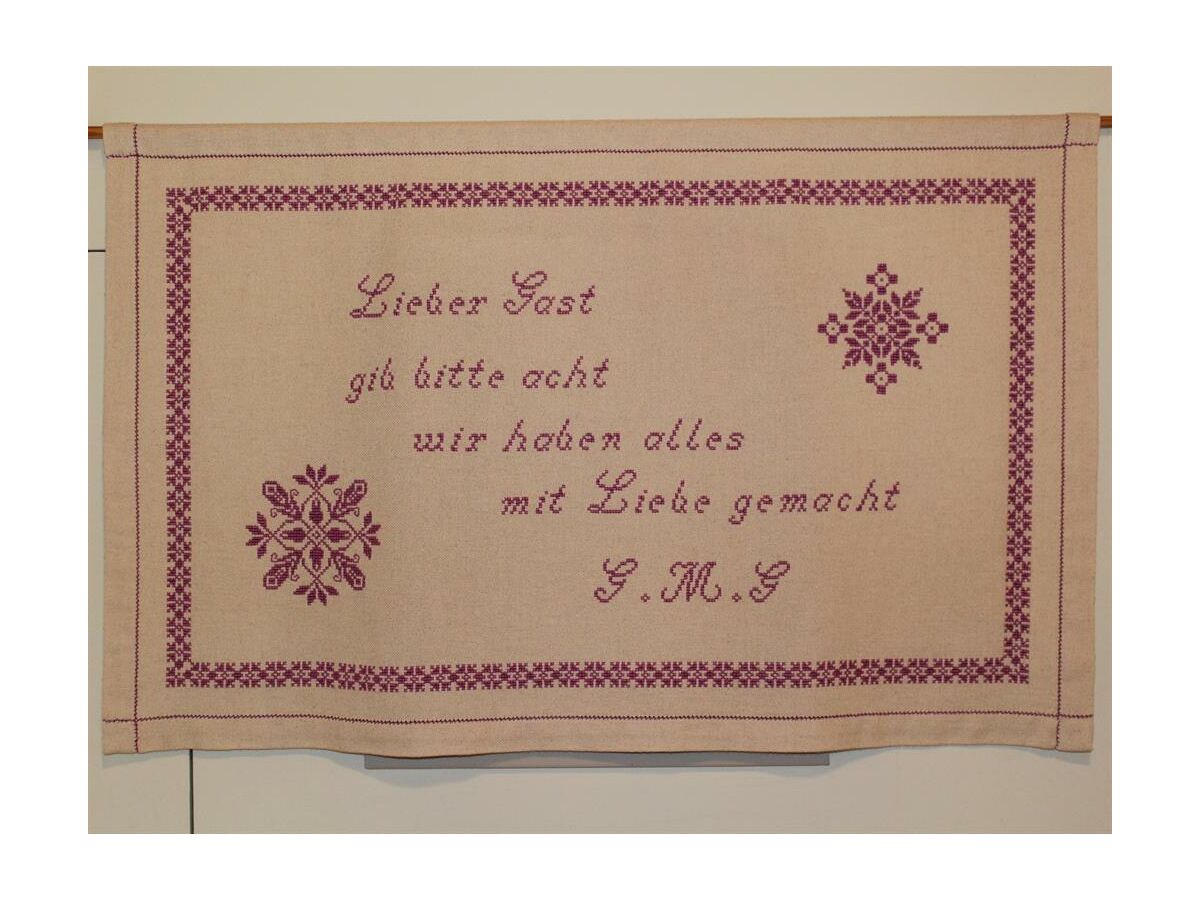 Lieber Gast
gib bitte acht
wir haben alles
mit Liebe gemacht
G.M.G